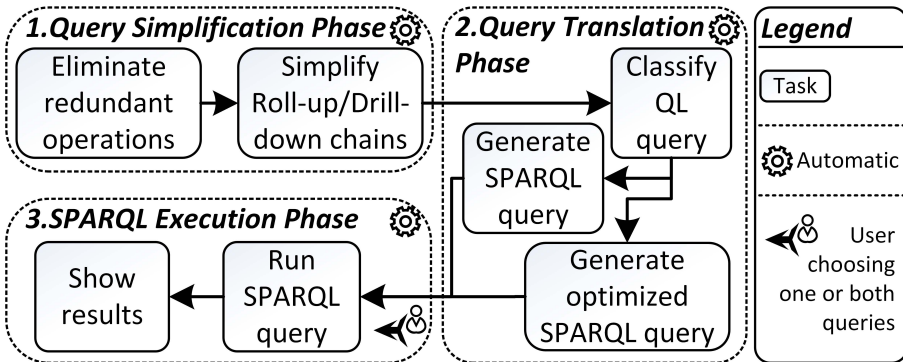 1.Query Simplification Phase
Eliminate
redundant
operations
Simplify
Roll-up/Drill-
down chains
2.Query Translation
Phase
Classify
QL
query
Generate
SPARQL
query
Generate
optimized
SPARQL query
3.SPARQL Execution Phase
Run
SPARQL
query
Show
results
Legend
Task
Automatic
User
choosing
one or both
queries